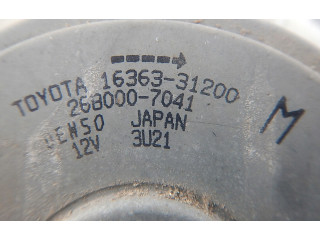 TOYOTA 16363-31200
268000-7041
DENSO JAPAN
12V 3U21
M